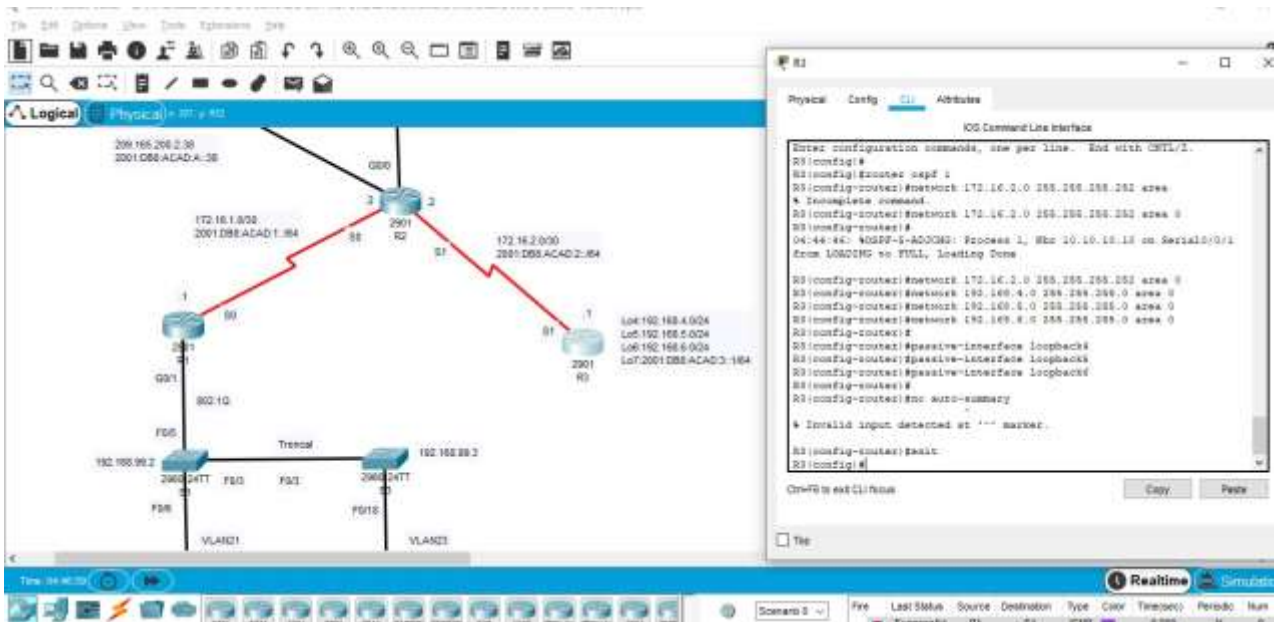 File Edit Options View Tools Extensions Help
Logical
Physical
209.165.200.2.38
2001:DB8:ACAD:A::38
G0/0
3
2
2901
R2
172.16.1.0/30
2001:DB8:ACAD:1::/64
S0
S1
172.16.2.0/30
2001:DB8:ACAD:2::/64
1
S0
2901
R1
S1
.1
2901
R3
Lo4:192.168.4.0/24
Lo5:192.168.5.0/24
Lo6:192.168.6.0/24
Lo7:2001:DB8:ACAD:3::1/64
G0/1
802.1Q
F0/5
Troncal
192.168.99.2
192.168.99.3
2960-24TT
F0/3
F0/3
2960-24TT
F0/6
F0/18
VLAN21
VLAN23
R3
Physical Config CLI Attributes
IOS Command Line Interface
Enter configuration commands, one per line. End with CNTL/Z.
R3(config)#
R3(config)#router ospf 1
R3(config-router)#network 172.16.2.0 255.255.255.252 area
% Incomplete command.
R3(config-router)#network 172.16.2.0 255.255.255.252 area 0
R3(config-router)#
04:44:46: %OSPF-5-ADJCHG: Process 1, Nbr 10.10.10.10 on Serial0/0/1
from LOADING to FULL, Loading Done
R3(config-router)#network 172.16.2.0 255.255.255.252 area 0
R3(config-router)#network 192.168.4.0 255.255.255.0 area 0
R3(config-router)#network 192.168.5.0 255.255.255.0 area 0
R3(config-router)#network 192.168.6.0 255.255.255.0 area 0
R3(config-router)#
R3(config-router)#passive-interface loopback4
R3(config-router)#passive-interface loopback5
R3(config-router)#passive-interface loopback6
R3(config-router)#
R3(config-router)#no auto-summary
^
% Invalid input detected at '^' marker.
R3(config-router)#exit
R3(config)#
Ctrl+F6 to exit CLI focus
Copy
Paste
Top
Time:
Realtime
Simulation
Scenario 0
Fire Last Status Source Destination Type Color Time(sec) Periodic Num